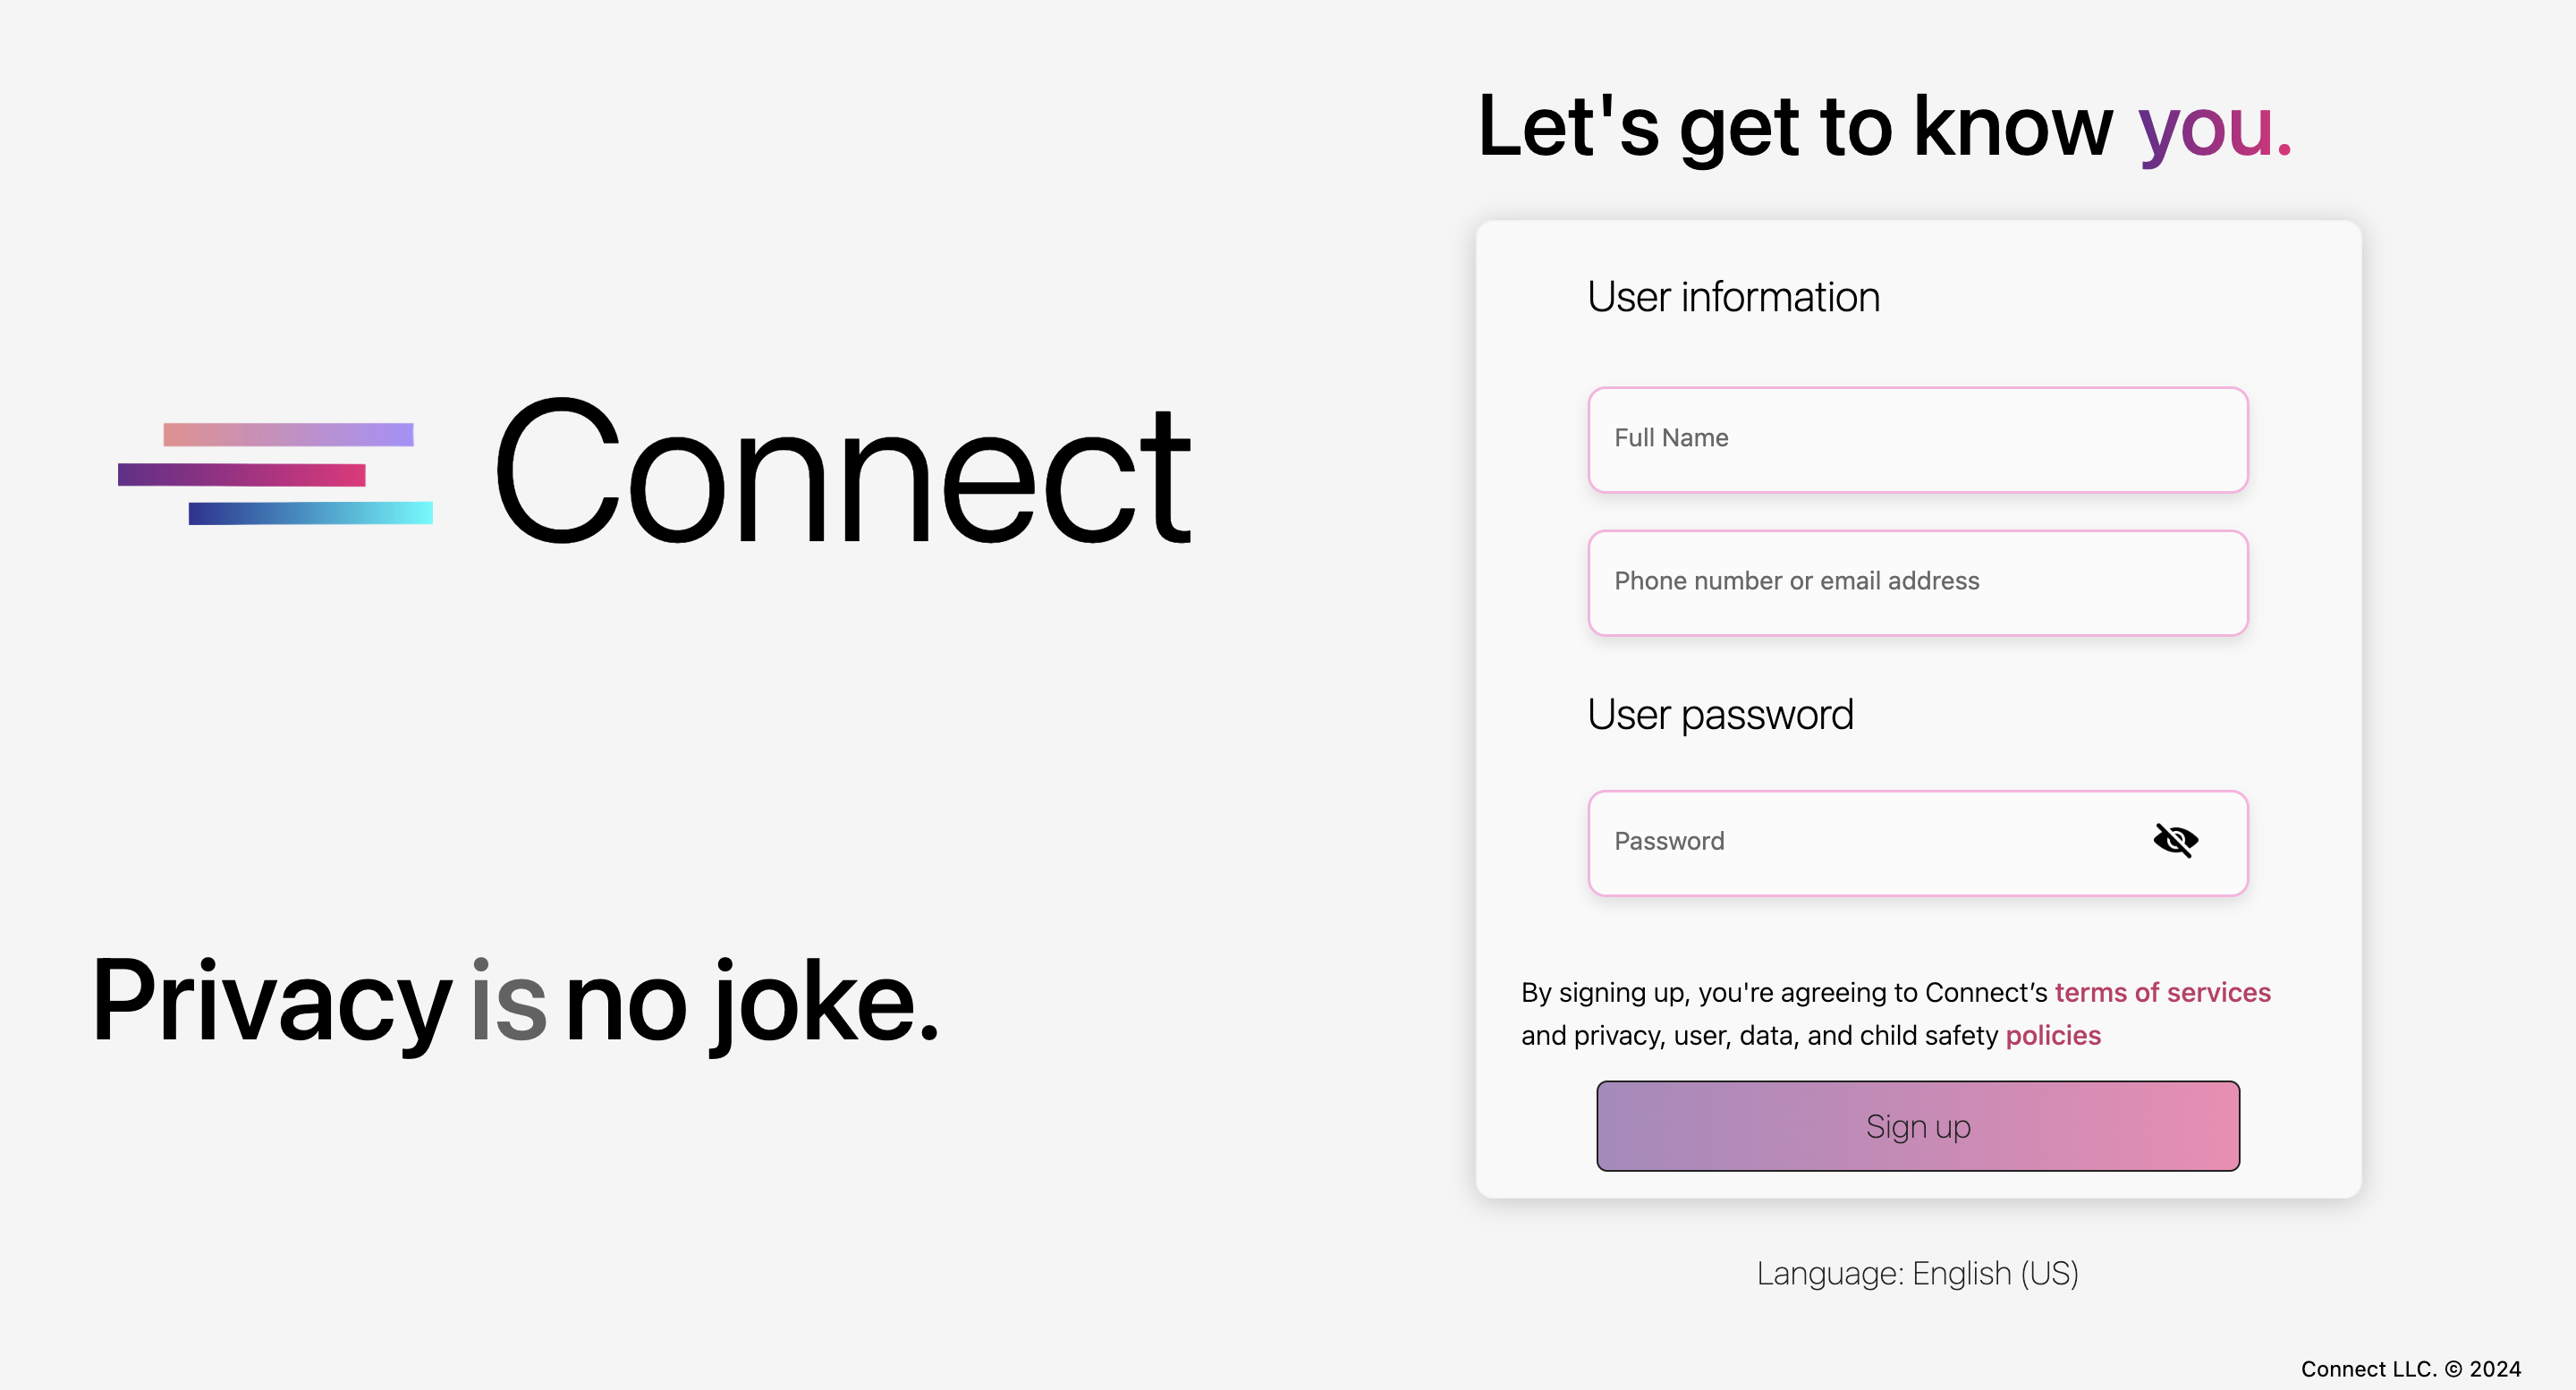 Connect
Privacy is no joke.
Let's get to know you.
User information
Full Name
Phone number or email address
User password
Password
By signing up, you're agreeing to Connect’s terms of services
and privacy, user, data, and child safety policies
Sign up
Language: English (US)
Connect LLC. © 2024